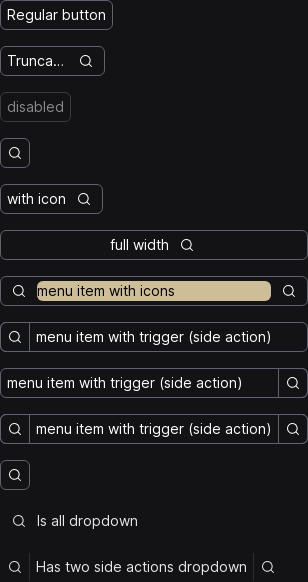 Regular button
Trunca...
disabled
with icon
full width
menu item with icons
menu item with trigger (side action)
menu item with trigger (side action)
menu item with trigger (side action)
Is all dropdown
Has two side actions dropdown